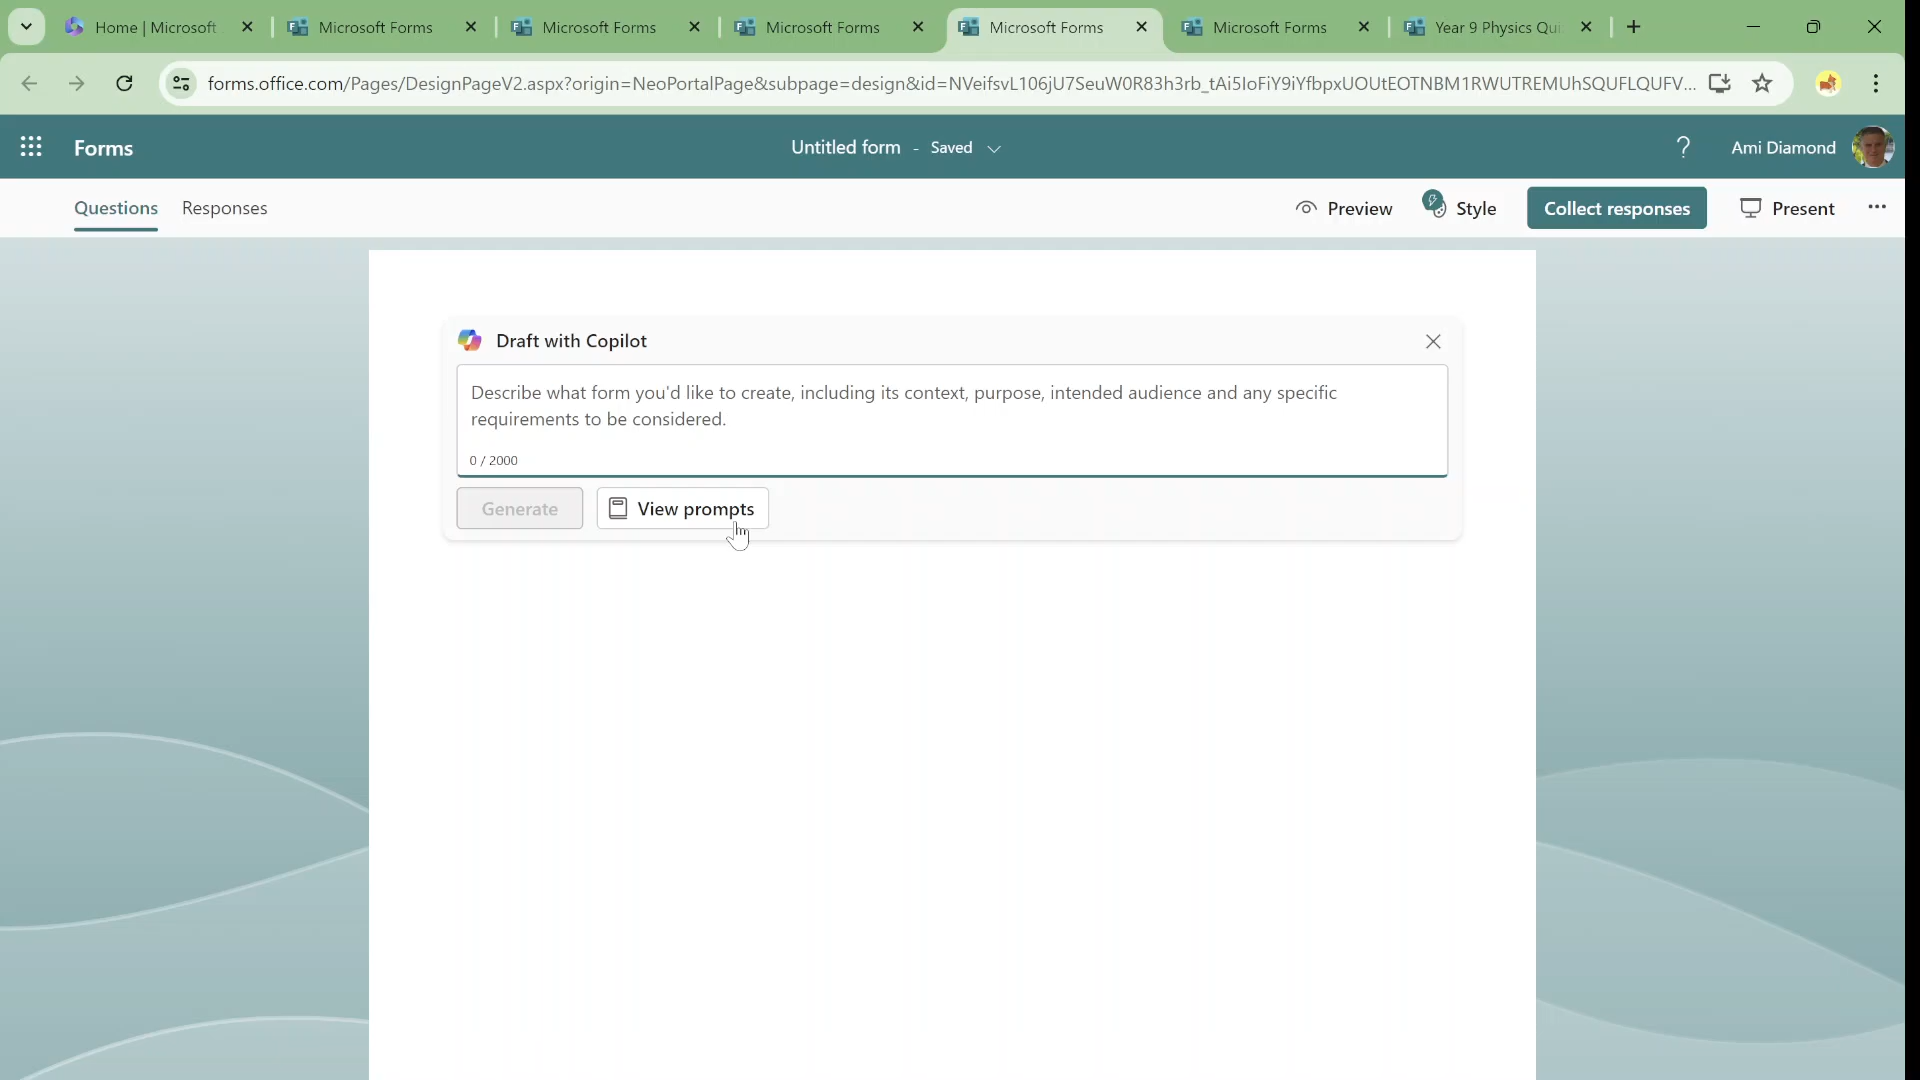 Home | Microsoft
Microsoft Forms
Microsoft Forms
Microsoft Forms
Microsoft Forms
Microsoft Forms
Year 9 Physics Qui
forms.office.com/Pages/DesignPageV2.aspx?origin=NeoPortalPage&subpage=design&id=NVeifsvL106jU7SeuW0R83h3rb_tAi5IoFiY9iYfbpxUOUtEOTNBM1RWUTREMUhSQUFLQUFV...
Forms
Untitled form - Saved
? Ami Diamond
Questions Responses
Preview Style Collect responses Present ...
Draft with Copilot
Describe what form you'd like to create, including its context, purpose, intended audience and any specific
requirements to be considered.
0 / 2000
Generate View prompts